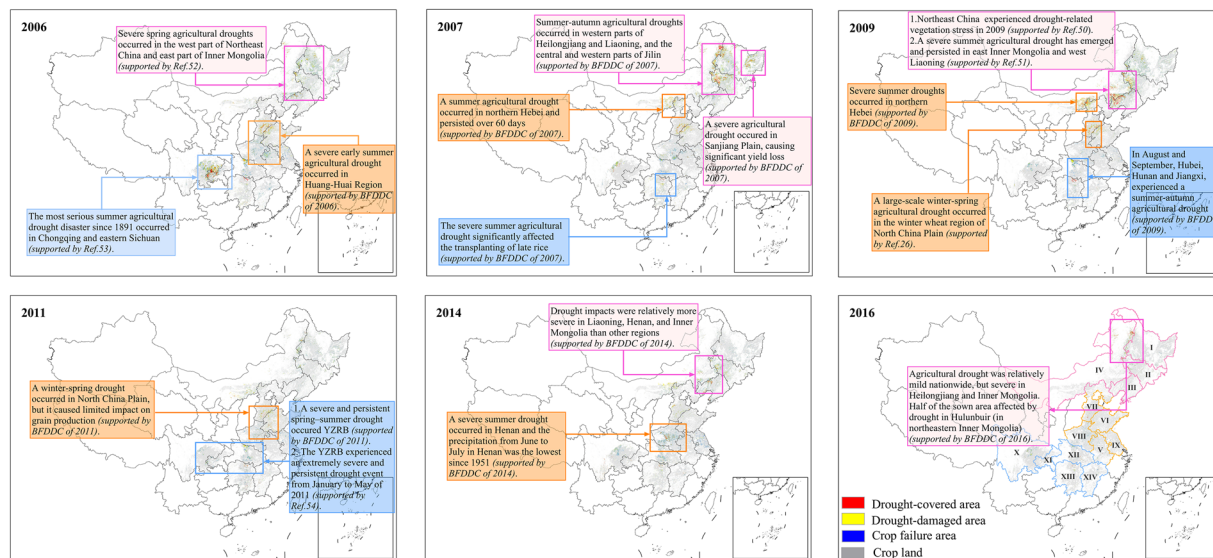 2006
Severe spring agricultural droughts
occurred in the west part of Northeast
China and east part of Inner Mongolia
(supported by Ref.52).
A severe early summer
agricultural drought
occurred in
Huang-Huai Region
(supported by BFDDC
of 2006).
The most serious summer agricultural
drought disaster since 1891 occurred
in Chongqing and eastern Sichuan
(supported by Ref.53).
2007
Summer-autumn agricultural droughts
occurred in western parts of
Heilongjiang and Liaoning, and the
central and western parts of Jilin
(supported by BFDDC of 2007).
A summer agricultural drought
occurred in northern Hebei and
persisted over 60 days
(supported by BFDDC of 2007).
A severe agricultural
drought occurred in
Sanjiang Plain, causing
significant yield loss
(supported by BFDDC of
2007).
The severe summer agricultural
drought significantly affected
the transplanting of late rice
(supported by BFDDC of 2007)
2009
1.Northeast China experienced drought-related
vegetation stress in 2009 (supported by Ref.50).
2.A severe summer agricultural drought has emerged
and persisted in east Inner Mongolia and west
Liaoning (supported by Ref.51).
Severe summer droughts
occurred in northern
Hebei (supported by
BFDDC of 2009).
A large-scale winter-spring
agricultural drought occurred
in the winter wheat region of
North China Plain (supported
by Ref.26)
In August and
September, Hubei,
Hunan and Jiangxi,
experienced a
summer-autumn
agricultural drought
(supported by BFDD
of 2009).
2011
A winter-spring drought
occurred in North China Plain,
but it caused limited impact on
grain production (supported by
BFDDC of 2011).
1.A severe and persistent
spring–summer drought
occured YZRB (supported by
BFDDC of 2011).
2. The YZRB experienced
an extremely severe and
persistent drought event
from January to May of
2011 (supported by
Ref.54).
2014
Drought impacts were relatively more
severe in Liaoning, Henan, and Inner
Mongolia than other regions
(supported by BFDDC of 2014).
A severe summer drought
occurred in Henan and the
precipitation from June to
July in Henan was the lowest
since 1951 (supported by
BFDDC of 2014)
2016
Agricultural drought was relatively
mild nationwide, but severe in
Heilongjiang and Inner Mongolia.
Half of the sown area affected by
drought in Hulunbuir (in
northeastern Inner Mongolia)
(supported by BFDDC of 2016)
I
II
III
IV
VII
VI
VIII
V
IX
X
XI
XII
XIII
XIV
Drought-covered area
Drought-damaged area
Crop failure area
Crop land